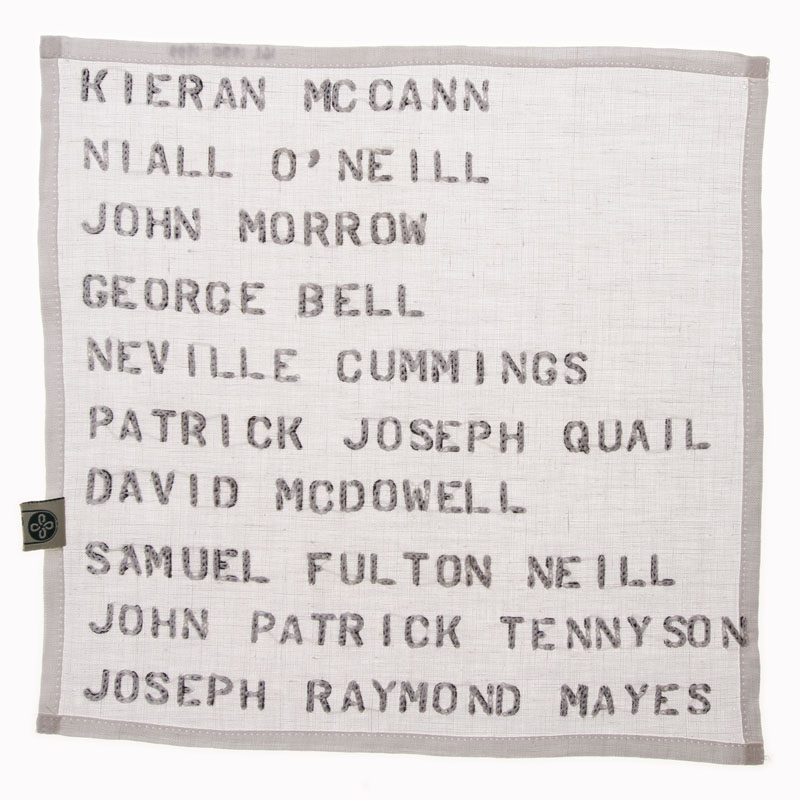 KIERAN MCCANN
NIALL O'NEILL
JOHN MORROW
GEORGE BELL
NEVILLE CUMMINGS
PATRICK JOSEPH QUAIL
DAVID MCDOWELL
SAMUEL FULTON NEILL
JOHN PATRICK TENNYSON
JOSEPH RAYMOND MAYES